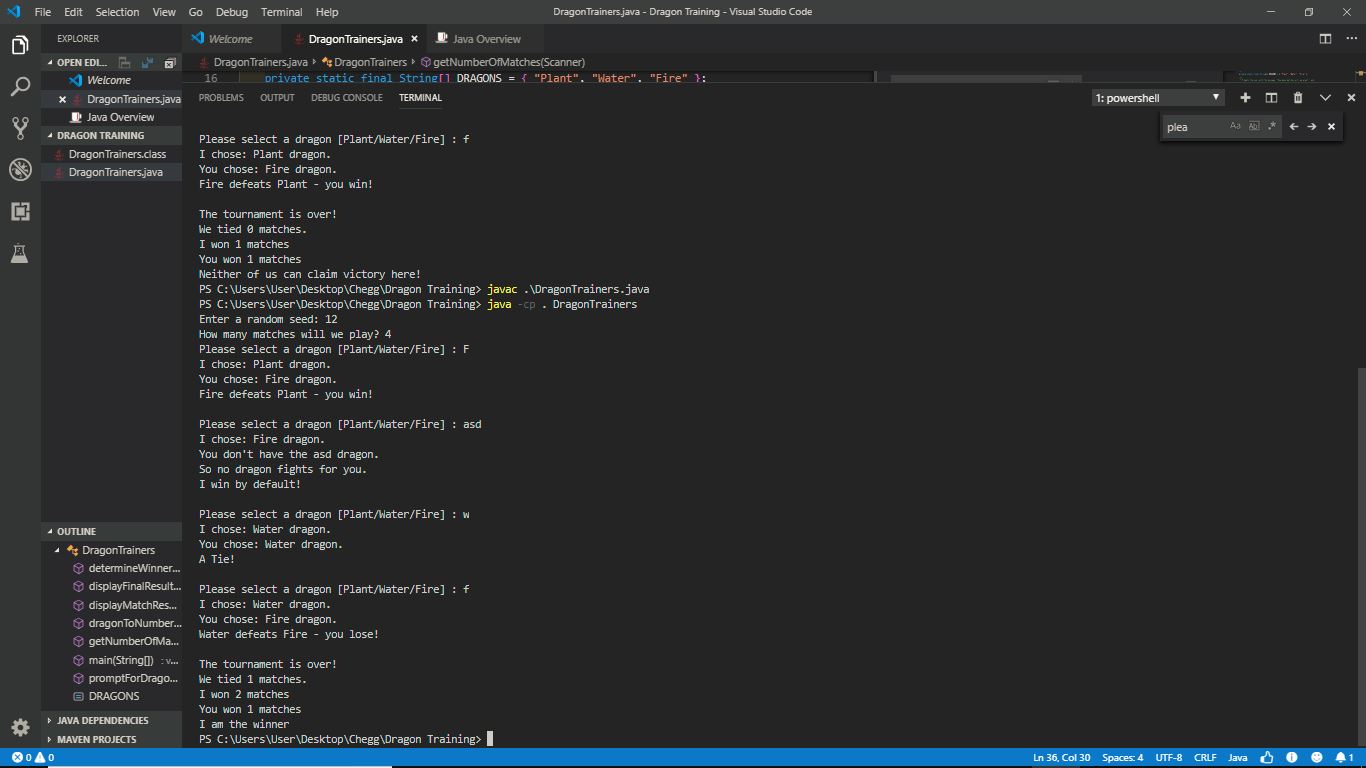 File Edit Selection View Go Debug Terminal Help DragonTrainers.java - Dragon Training - Visual Studio Code
EXPLORER
Welcome DragonTrainers.java Java Overview
OPEN EDI...
Welcome
DragonTrainers.java
Java Overview
DRAGON TRAINING
DragonTrainers.class
DragonTrainers.java
OUTLINE
DragonTrainers
determineWinner...
displayFinalResult...
displayMatchRes...
dragonToNumber...
getNumberOfMa...
main(String[]) : v...
promptForDrago...
DRAGONS
JAVA DEPENDENCIES
MAVEN PROJECTS
DragonTrainers.java DragonTrainers getNumberOfMatches(Scanner)
16 private static final String[] DRAGONS = { "Plant", "Water", "Fire" };
PROBLEMS OUTPUT DEBUG CONSOLE TERMINAL 1: powershell
plea Aa Abl .*
Please select a dragon [Plant/Water/Fire] : f
I chose: Plant dragon.
You chose: Fire dragon.
Fire defeats Plant - you win!
The tournament is over!
We tied 0 matches.
I won 1 matches
You won 1 matches
Neither of us can claim victory here!
PS C:\Users\User\Desktop\Chegg\Dragon Training> javac .\DragonTrainers.java
PS C:\Users\User\Desktop\Chegg\Dragon Training> java -cp . DragonTrainers
Enter a random seed: 12
How many matches will we play? 4
Please select a dragon [Plant/Water/Fire] : F
I chose: Plant dragon.
You chose: Fire dragon.
Fire defeats Plant - you win!
Please select a dragon [Plant/Water/Fire] : asd
I chose: Fire dragon.
You don't have the asd dragon.
So no dragon fights for you.
I win by default!
Please select a dragon [Plant/Water/Fire] : w
I chose: Water dragon.
You chose: Water dragon.
A Tie!
Please select a dragon [Plant/Water/Fire] : f
I chose: Water dragon.
You chose: Fire dragon.
Water defeats Fire - you lose!
The tournament is over!
We tied 1 matches.
I won 2 matches
You won 1 matches
I am the winner
PS C:\Users\User\Desktop\Chegg\Dragon Training>
0 0 Ln 36, Col 30 Spaces: 4 UTF-8 CRLF Java 1